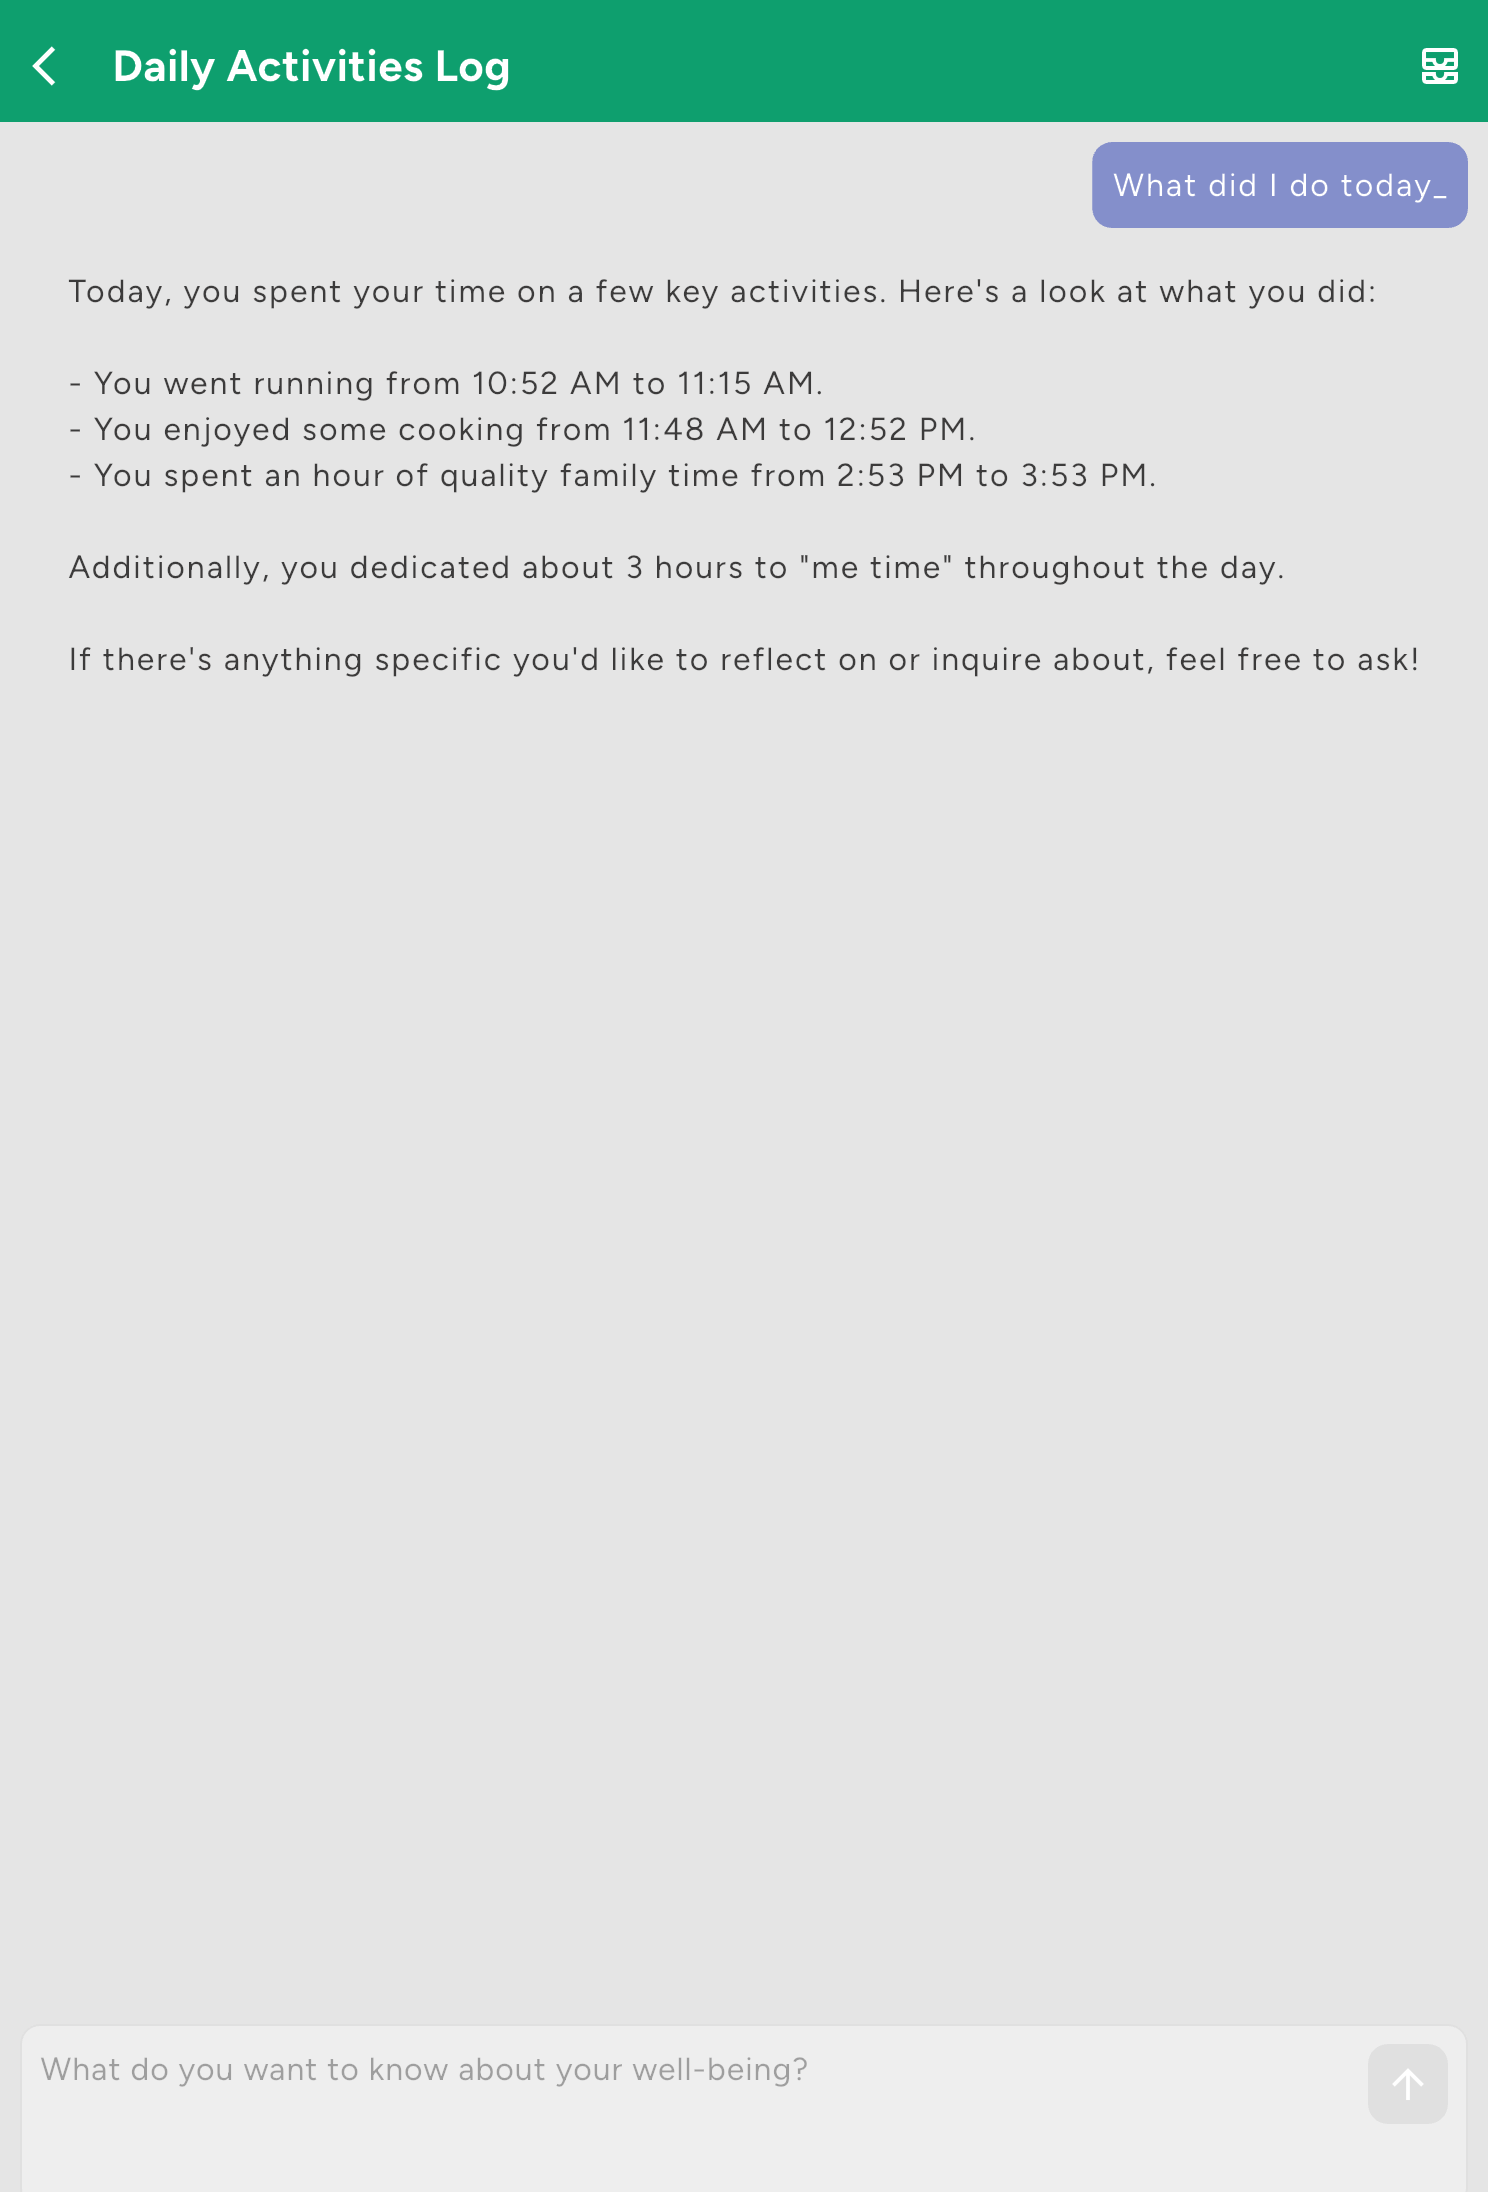 Daily Activities Log
What did I do today_
Today, you spent your time on a few key activities. Here's a look at what you did:
- You went running from 10:52 AM to 11:15 AM.
- You enjoyed some cooking from 11:48 AM to 12:52 PM.
- You spent an hour of quality family time from 2:53 PM to 3:53 PM.
Additionally, you dedicated about 3 hours to "me time" throughout the day.
If there's anything specific you'd like to reflect on or inquire about, feel free to ask!
What do you want to know about your well-being?